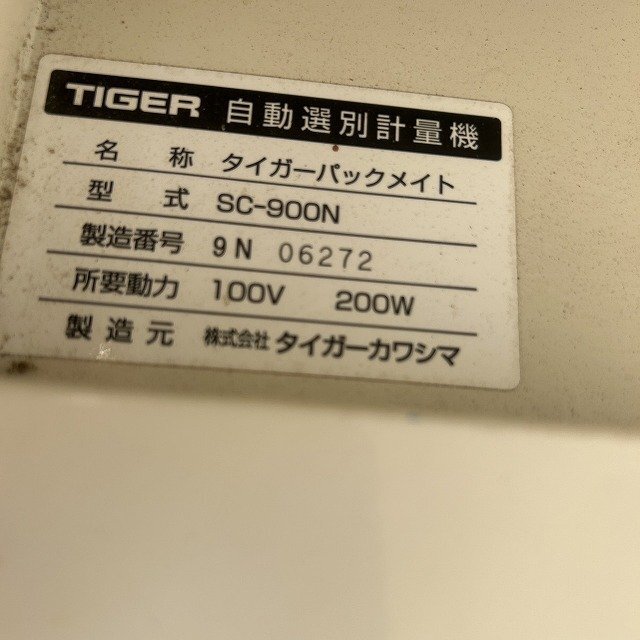 TIGER 自動選別計量機
名称 タイガーパックメイト
型式 SC-900N
製造番号 9N 06272
所要動力 100V 200W
製造元 株式会社 タイガーカワシマ